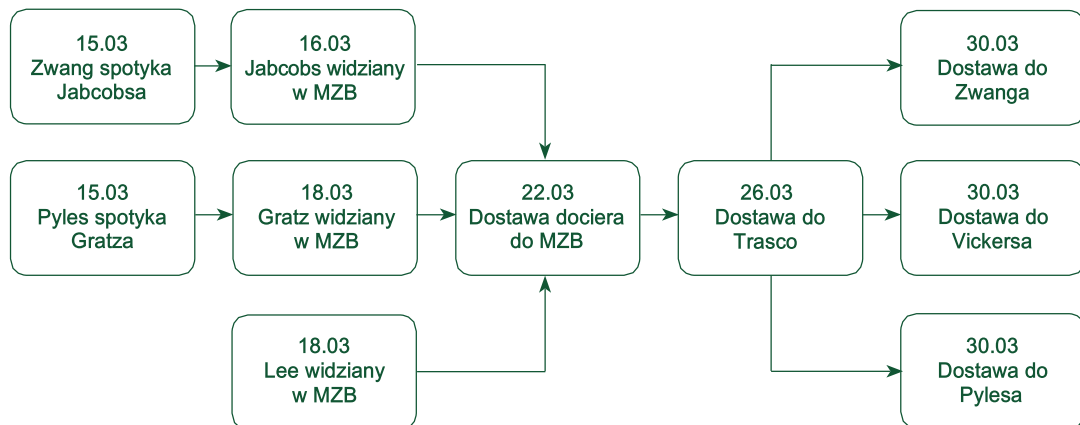 15.03
Zwang spotyka
Jabcobsa
16.03
Jabcobs widziany
w MZB
30.03
Dostawa do
Zwanga
15.03
Pyles spotyka
Gratza
18.03
Gratz widziany
w MZB
22.03
Dostawa dociera
do MZB
26.03
Dostawa do
Trasco
30.03
Dostawa do
Vickersa
18.03
Lee widziany
w MZB
30.03
Dostawa do
Pylesa